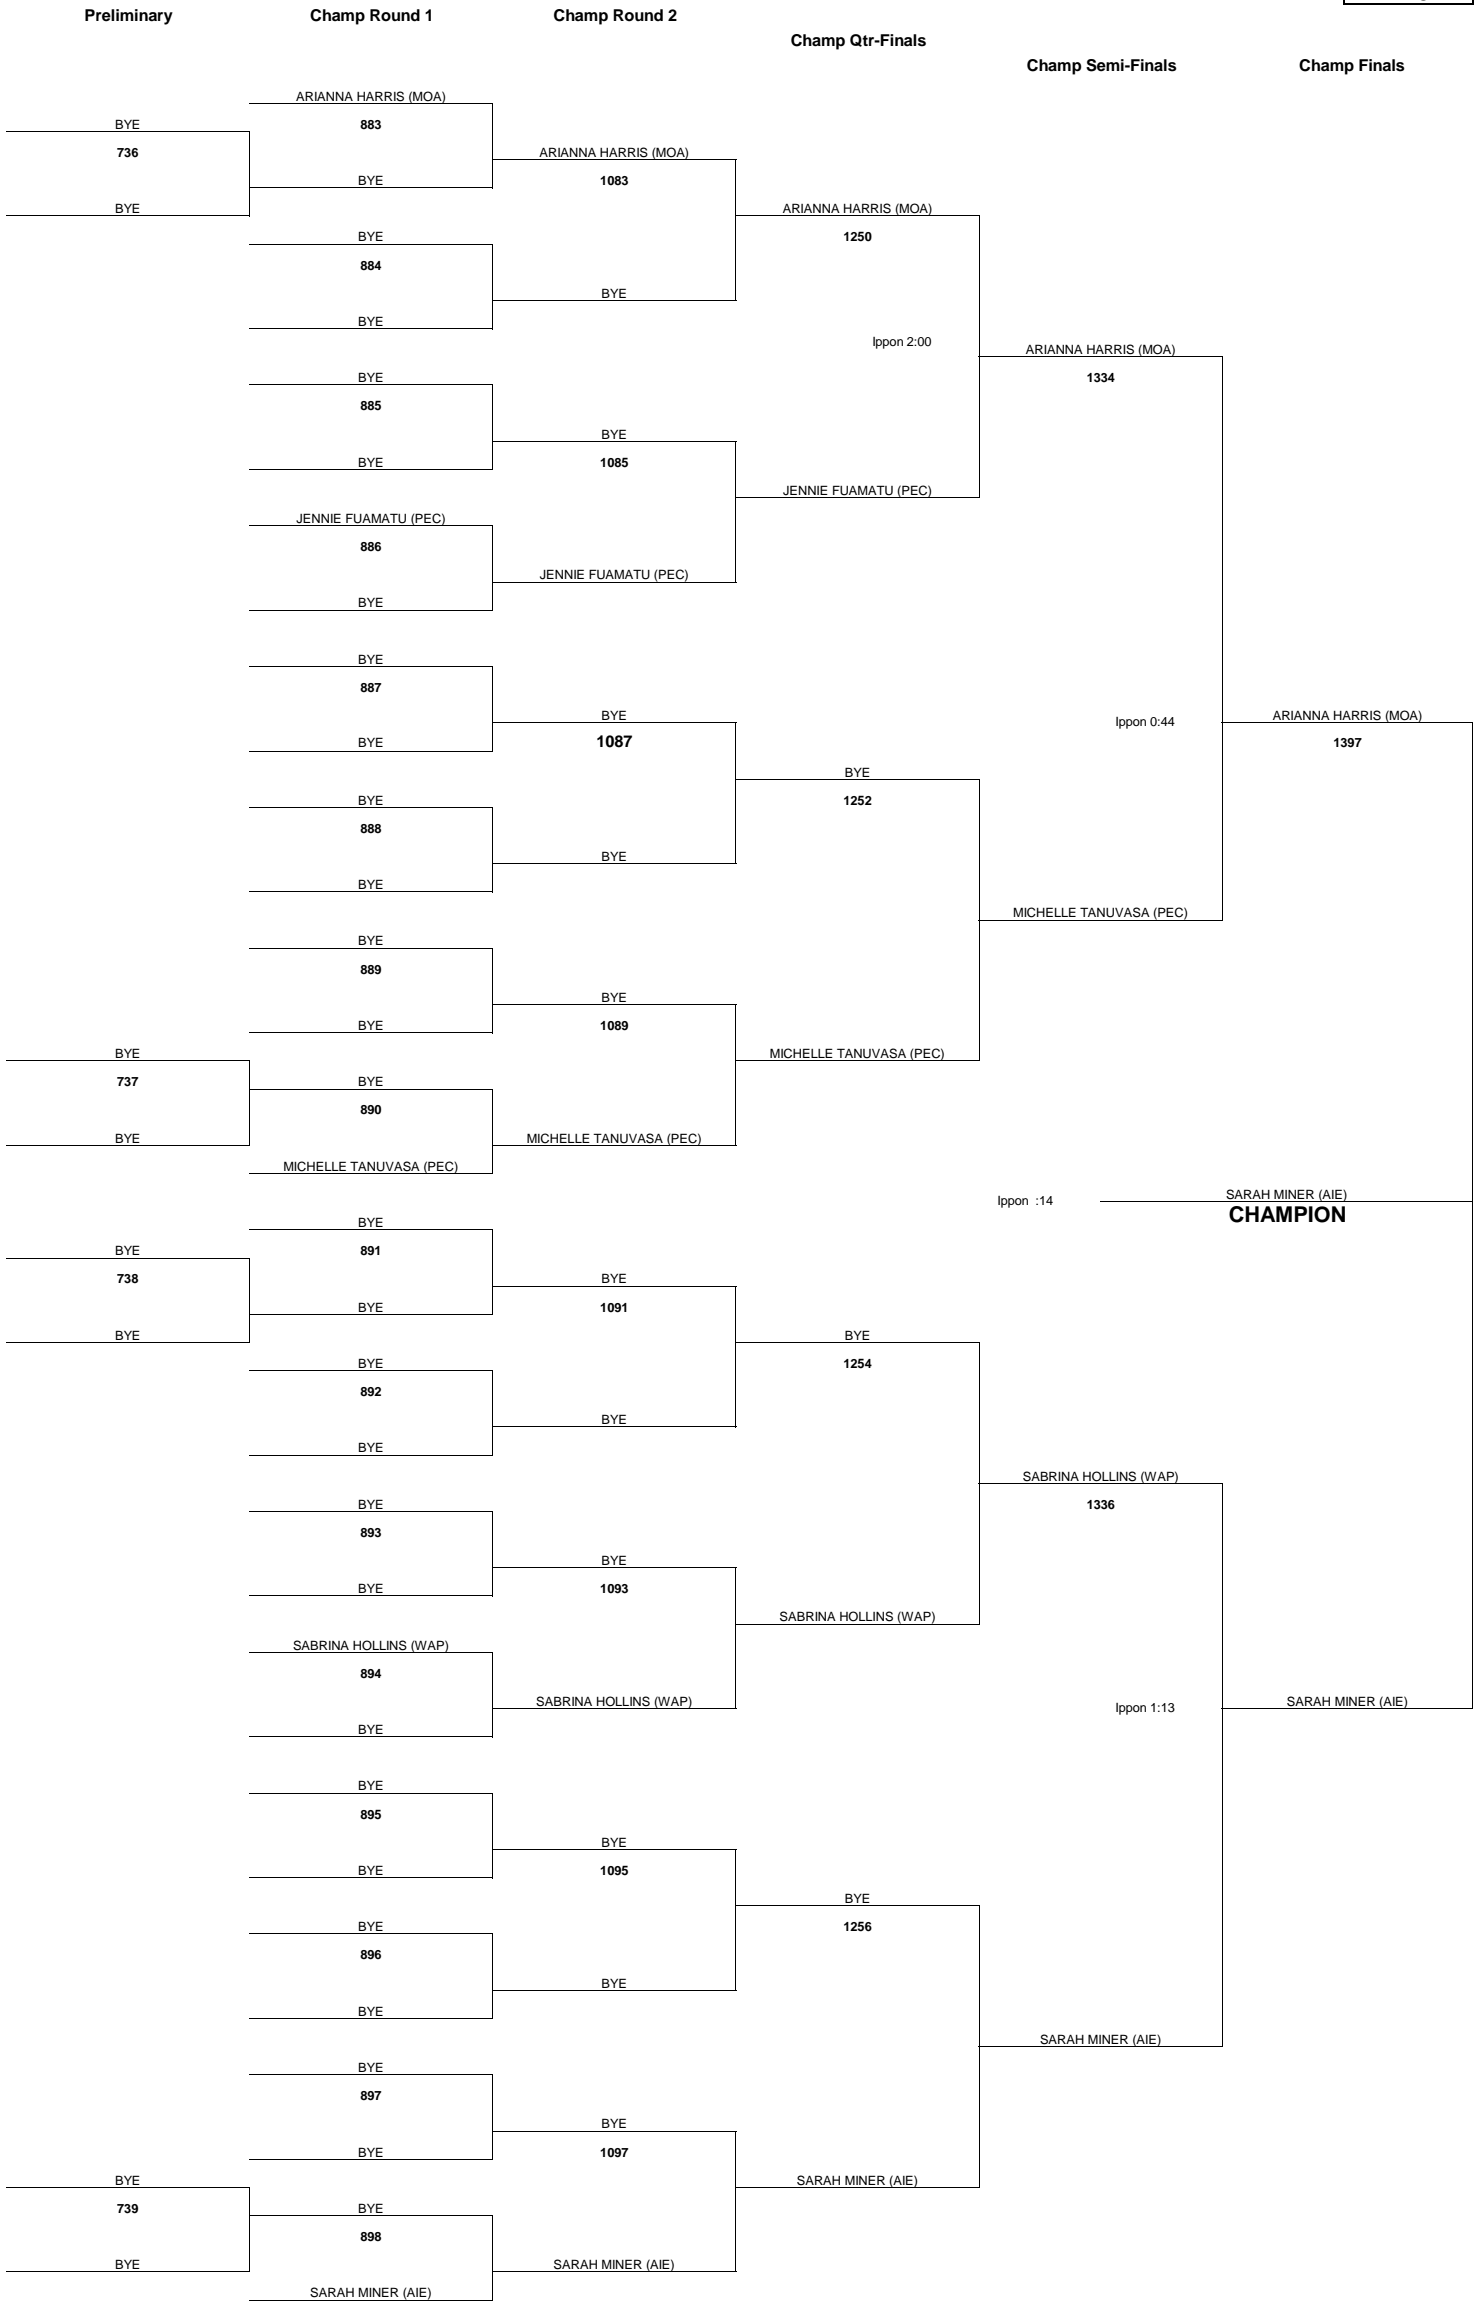 Preliminary
Champ Round 1
Champ Round 2
Champ Qtr-Finals
Champ Semi-Finals
Champ Finals
ARIANNA HARRIS (MOA)
BYE
883
736
ARIANNA HARRIS (MOA)
BYE
1083
BYE
ARIANNA HARRIS (MOA)
BYE
1250
884
BYE
BYE
Ippon 2:00
ARIANNA HARRIS (MOA)
BYE
1334
885
BYE
BYE
1085
JENNIE FUAMATU (PEC)
JENNIE FUAMATU (PEC)
886
JENNIE FUAMATU (PEC)
BYE
BYE
887
BYE
Ippon 0:44
ARIANNA HARRIS (MOA)
BYE
1087
1397
BYE
BYE
1252
888
BYE
BYE
MICHELLE TANUVASA (PEC)
BYE
889
BYE
BYE
1089
BYE
MICHELLE TANUVASA (PEC)
737
BYE
890
BYE
MICHELLE TANUVASA (PEC)
MICHELLE TANUVASA (PEC)
Ippon :14
SARAH MINER (AIE)
CHAMPION
BYE
BYE
891
738
BYE
BYE
1091
BYE
BYE
BYE
1254
892
BYE
BYE
SABRINA HOLLINS (WAP)
BYE
1336
893
BYE
BYE
1093
SABRINA HOLLINS (WAP)
SABRINA HOLLINS (WAP)
894
SABRINA HOLLINS (WAP)
Ippon 1:13
SARAH MINER (AIE)
BYE
BYE
895
BYE
BYE
1095
BYE
BYE
1256
896
BYE
BYE
SARAH MINER (AIE)
BYE
897
BYE
BYE
1097
BYE
SARAH MINER (AIE)
739
BYE
898
BYE
SARAH MINER (AIE)
SARAH MINER (AIE)